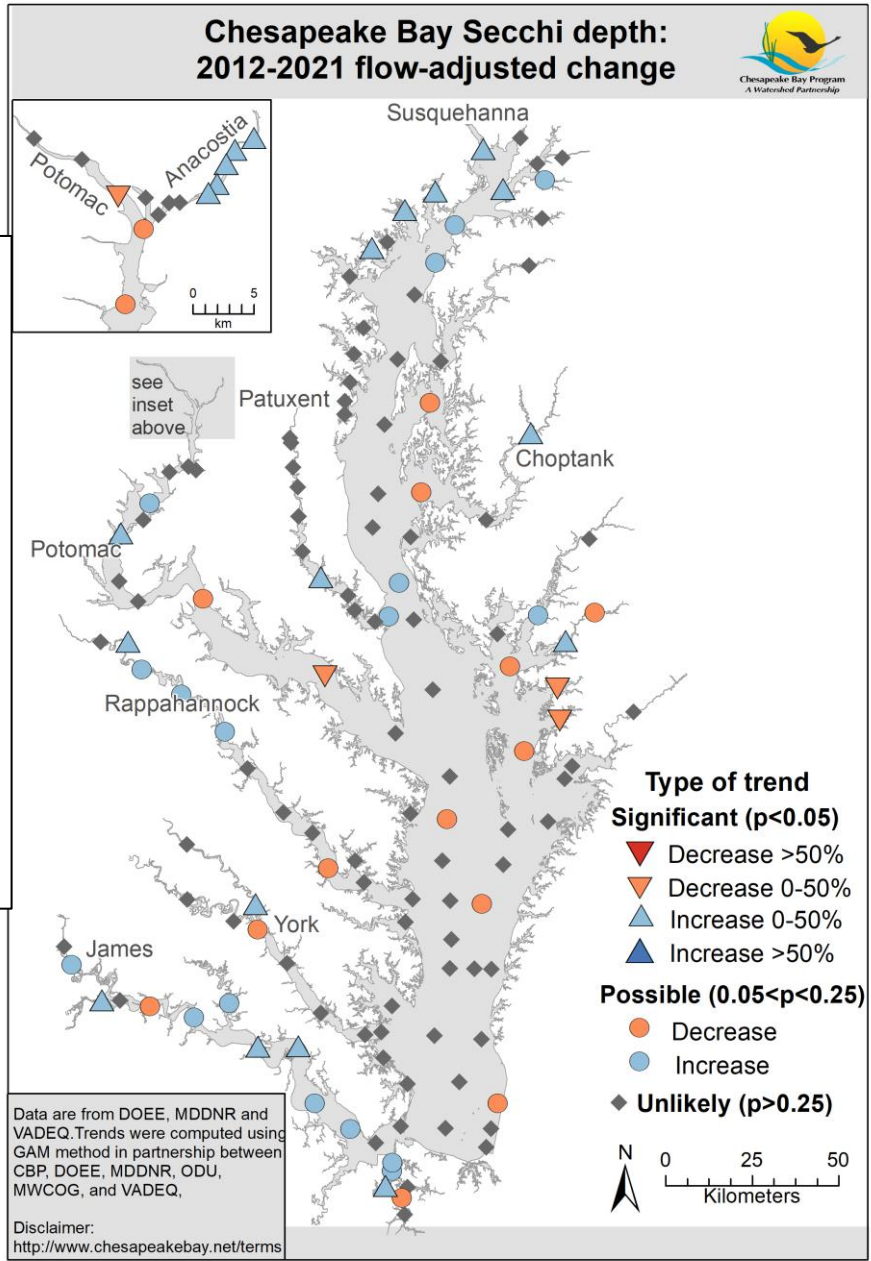 Chesapeake Bay Secchi depth:
2012-2021 flow-adjusted change
Chesapeake Bay Program
A Watershed Partnership
Susquehanna
Anacostia
Potomac
0 5
km
see
inset
above
Patuxent
Choptank
Potomac
Rappahannock
York
James
Type of trend
Significant (p<0.05)
Decrease >50%
Decrease 0-50%
Increase 0-50%
Increase >50%
Possible (0.05<p<0.25)
Decrease
Increase
Unlikely (p>0.25)
N
0 25 50
Kilometers
Data are from DOEE, MDDNR and
VADEQ.Trends were computed using
GAM method in partnership between
CBP, DOEE, MDDNR, ODU,
MWCOG, and VADEQ,
Disclaimer:
http://www.chesapeakebay.net/terms